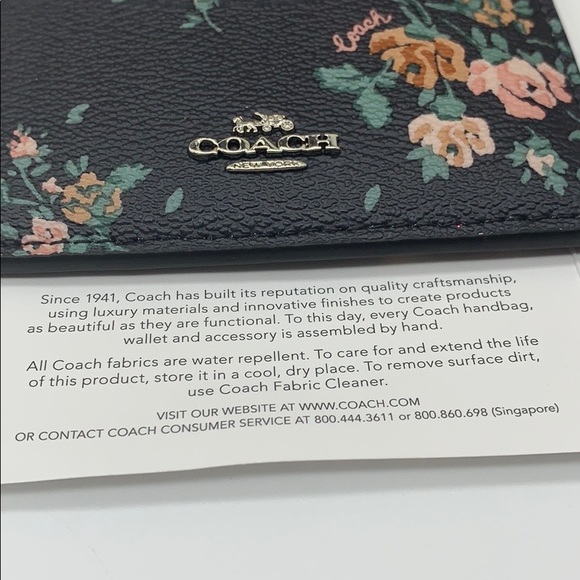 Coach
COACH
NEW YORK
Since 1941, Coach has built its reputation on quality craftsmanship,
using luxury materials and innovative finishes to create products
as beautiful as they are functional. To this day, every Coach handbag,
wallet and accessory is assembled by hand.
All Coach fabrics are water repellent. To care for and extend the life
of this product, store it in a cool, dry place. To remove surface dirt,
use Coach Fabric Cleaner.
VISIT OUR WEBSITE AT WWW.COACH.COM
OR CONTACT COACH CONSUMER SERVICE AT 800.444.3611 or 800.860.698 (Singapore)